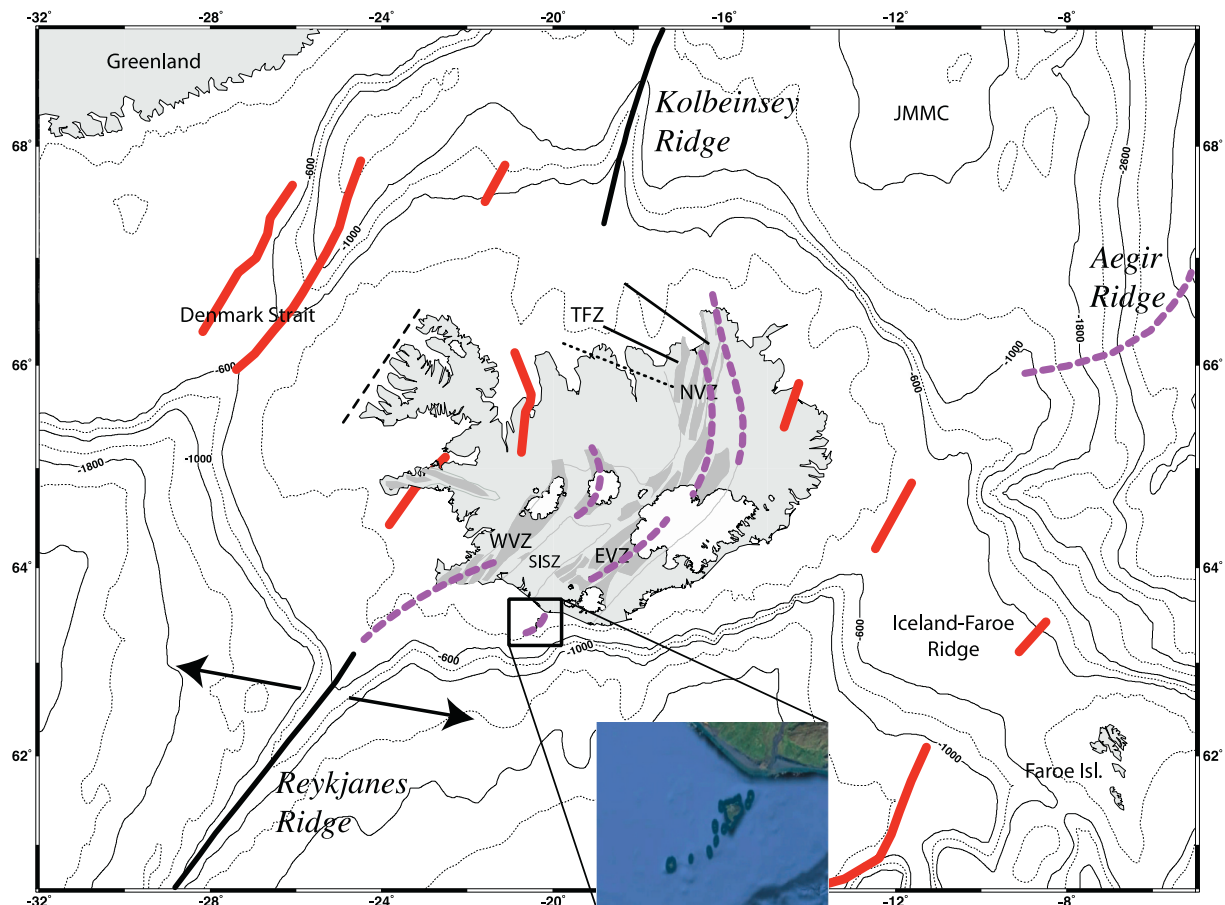 -32˚ -28˚ -24˚ -20˚ -16˚ -12˚ -8˚
Greenland
Kolbeinsey
Ridge
JMMC
68˚ 68˚
-600
-2600
-1000
Aegir
Ridge
Denmark Strait
TFZ
-1800
66˚ 66˚
-600
-1000
-600
NVZ
-1000
-1800
WVZ
SISZ
EVZ
64˚ 64˚
-600
Iceland-Faroe
Ridge
-600
-1000
62˚ 62˚
-1000
Faroe Isl.
Reykjanes
Ridge
-32˚ -28˚ -24˚ -20˚ -16˚ -12˚ -8˚